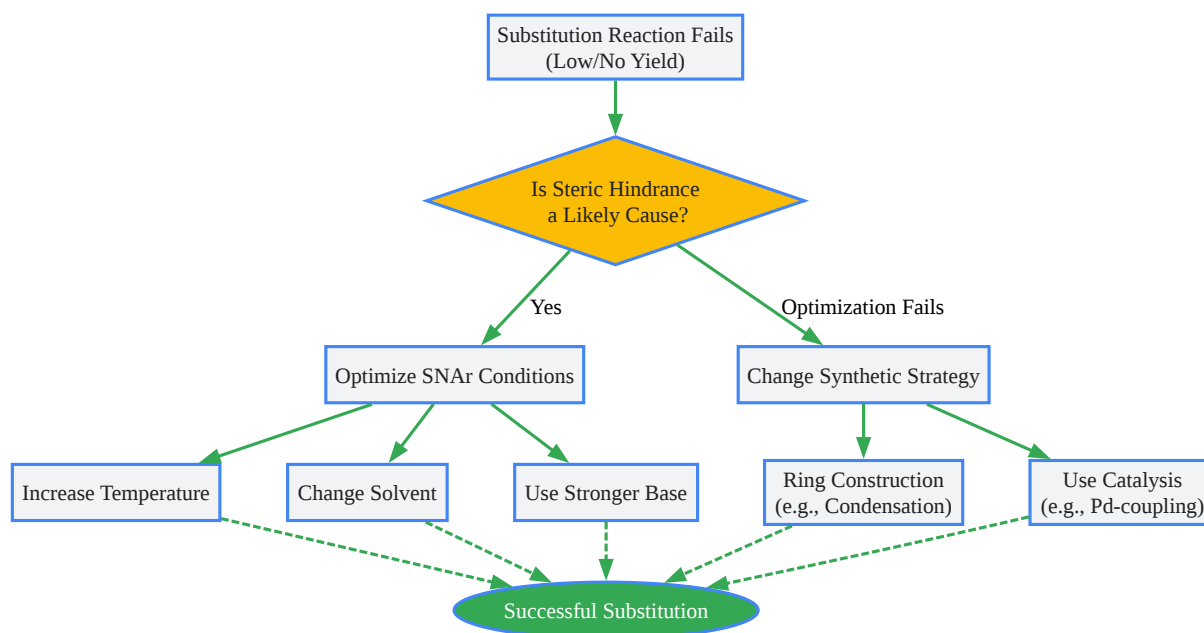 Substitution Reaction Fails
(Low/No Yield)
Is Steric Hindrance
a Likely Cause?
Yes
Optimization Fails
Optimize SNAr Conditions
Change Synthetic Strategy
Increase Temperature
Change Solvent
Use Stronger Base
Ring Construction
(e.g., Condensation)
Use Catalysis
(e.g., Pd-coupling)
Successful Substitution